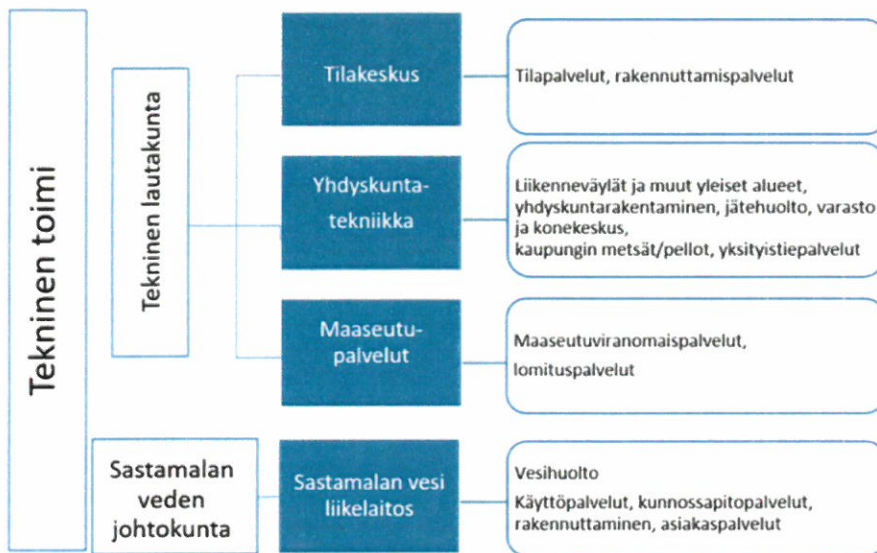 Tekninen toimi
Tekninen lautakunta
Tilakeskus
Tilapalvelut, rakennuttamispalvelut
Yhdyskunta-
tekniikka
Liikenneväylät ja muut yleiset alueet,
yhdyskuntarakentaminen, jätehuolto, varasto
ja konekeskus,
kaupungin metsät/pellot, yksityistiepalvelut
Maaseutu-
palvelut
Maaseutuviranomaispalvelut,
lomituspalvelut
Sastamalan
veden
johtokunta
Sastamalan vesi
liikelaitos
Vesihuolto
Käyttöpalvelut, kunnossapitopalvelut,
rakennuttaminen, asiakaspalvelut